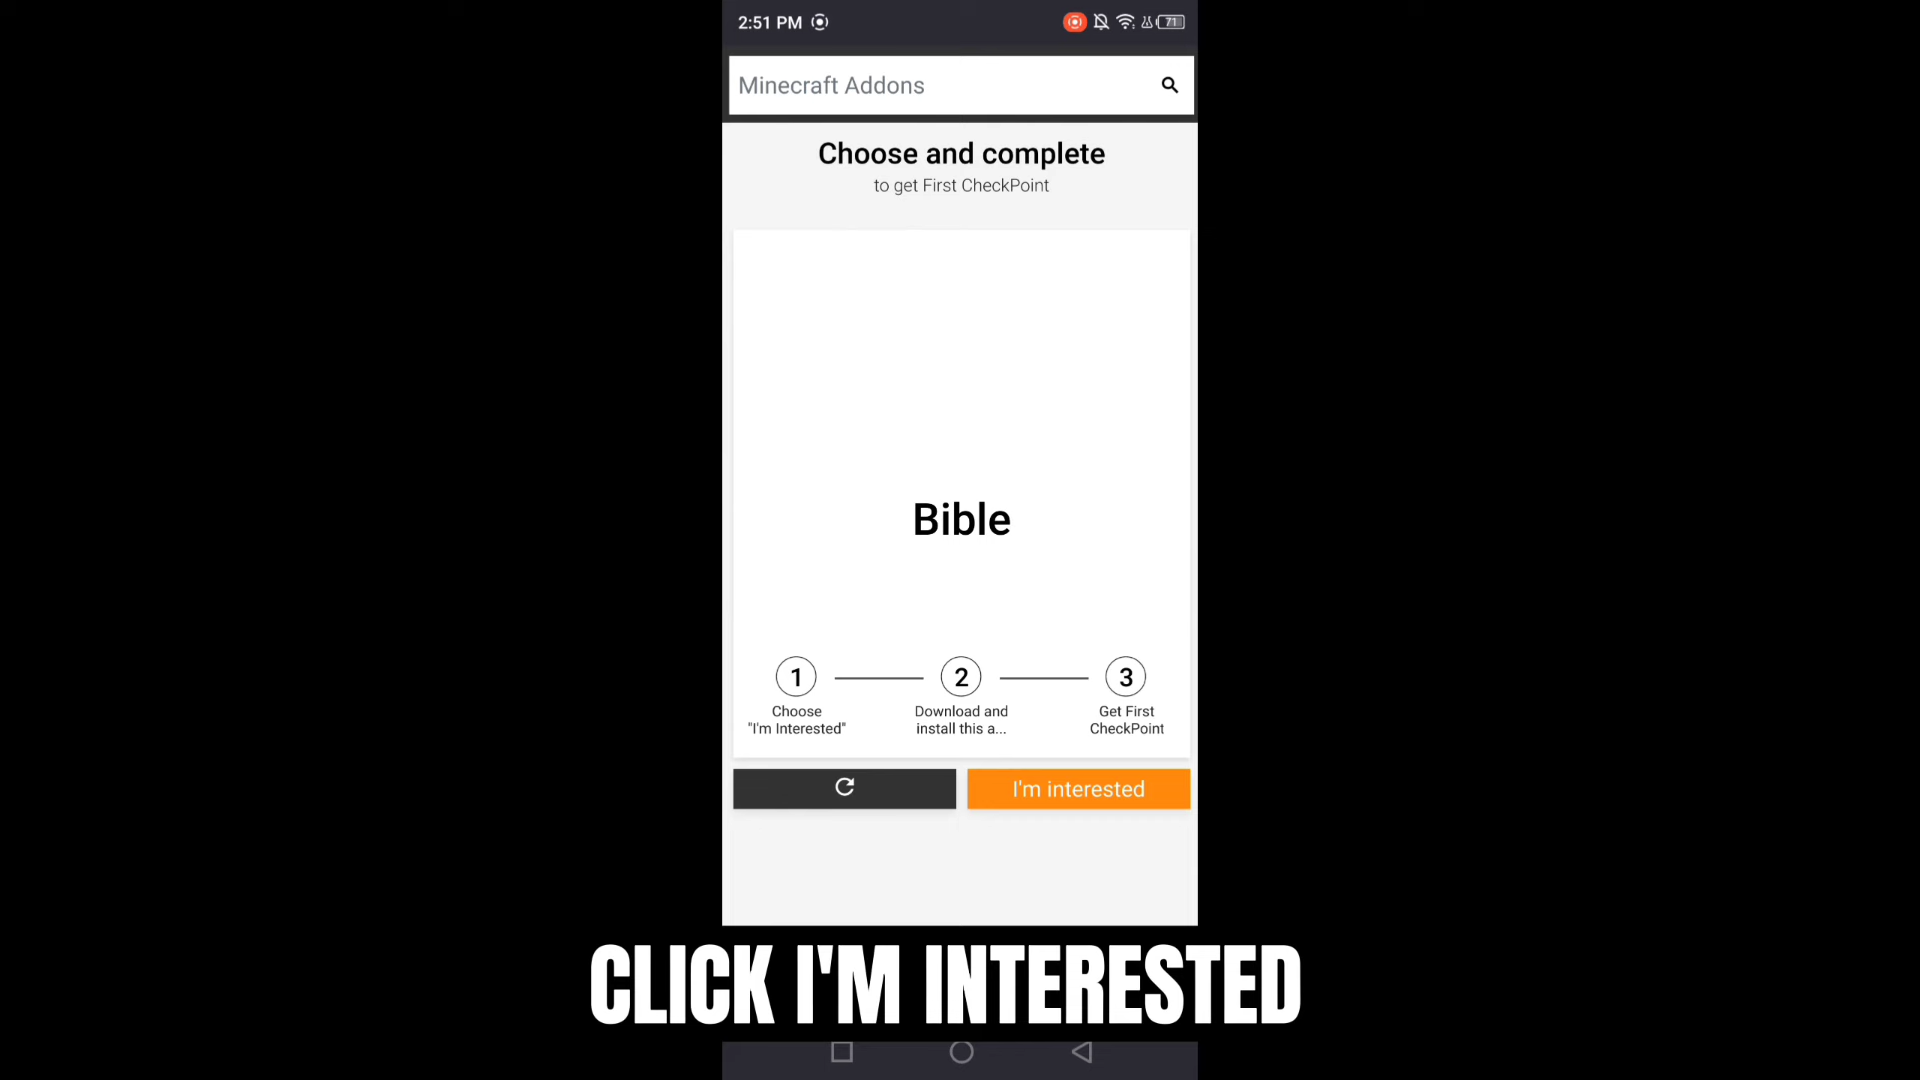 2:51 PM
71
Minecraft Addons
Choose and complete
to get First CheckPoint
Bible
1
2
3
Choose
"I'm Interested"
Download and
install this a...
Get First
CheckPoint
I'm interested
CLICK I'M INTERESTED